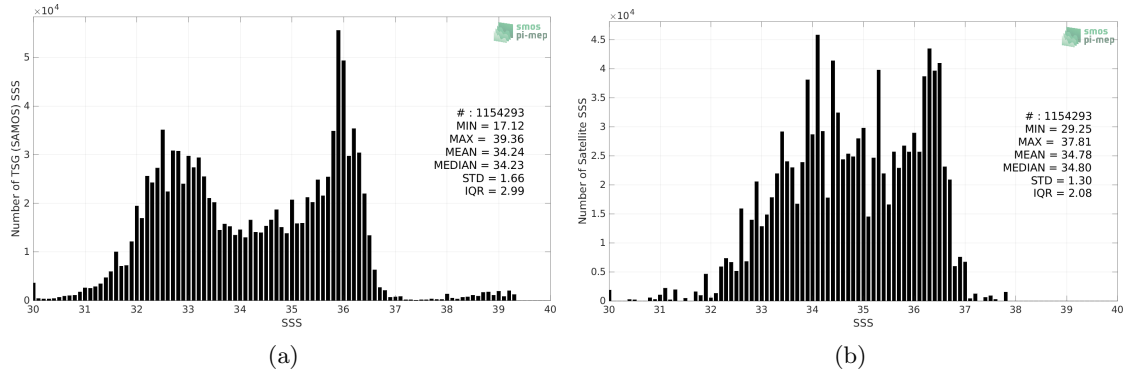 ×10⁴
smos
pi-mep
5
4
3
2
1
0
Number of TSG (SAMOS) SSS
# : 1154293
MIN = 17.12
MAX = 39.36
MEAN = 34.24
MEDIAN = 34.23
STD = 1.66
IQR = 2.99
30 31 32 33 34 35 36 37 38 39 40
SSS
(a)
×10⁴
smos
pi-mep
4.5
4
3.5
3
2.5
2
1.5
1
0.5
0
Number of Satellite SSS
# : 1154293
MIN = 29.25
MAX = 37.81
MEAN = 34.78
MEDIAN = 34.80
STD = 1.30
IQR = 2.08
30 31 32 33 34 35 36 37 38 39 40
SSS
(b)